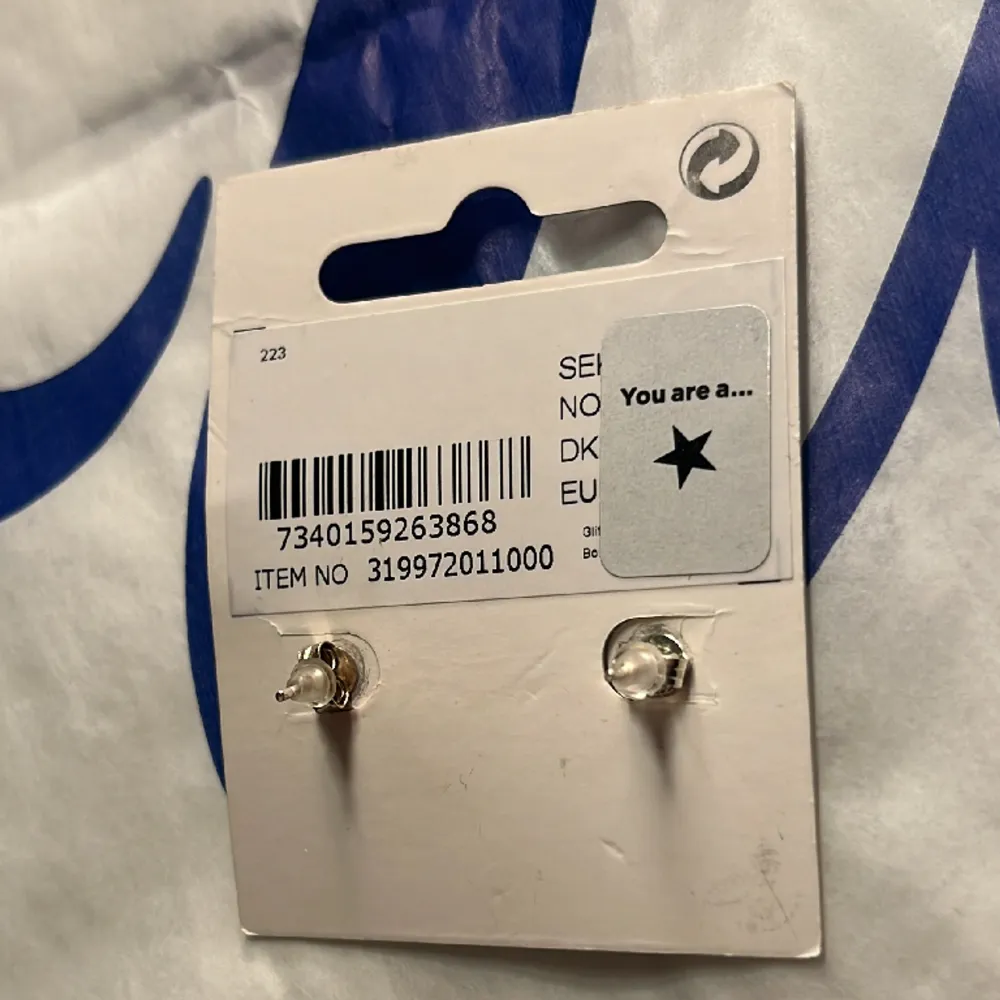 223
SEK
NO
DK
EU
You are a...
7340159263868
ITEM NO 319972011000